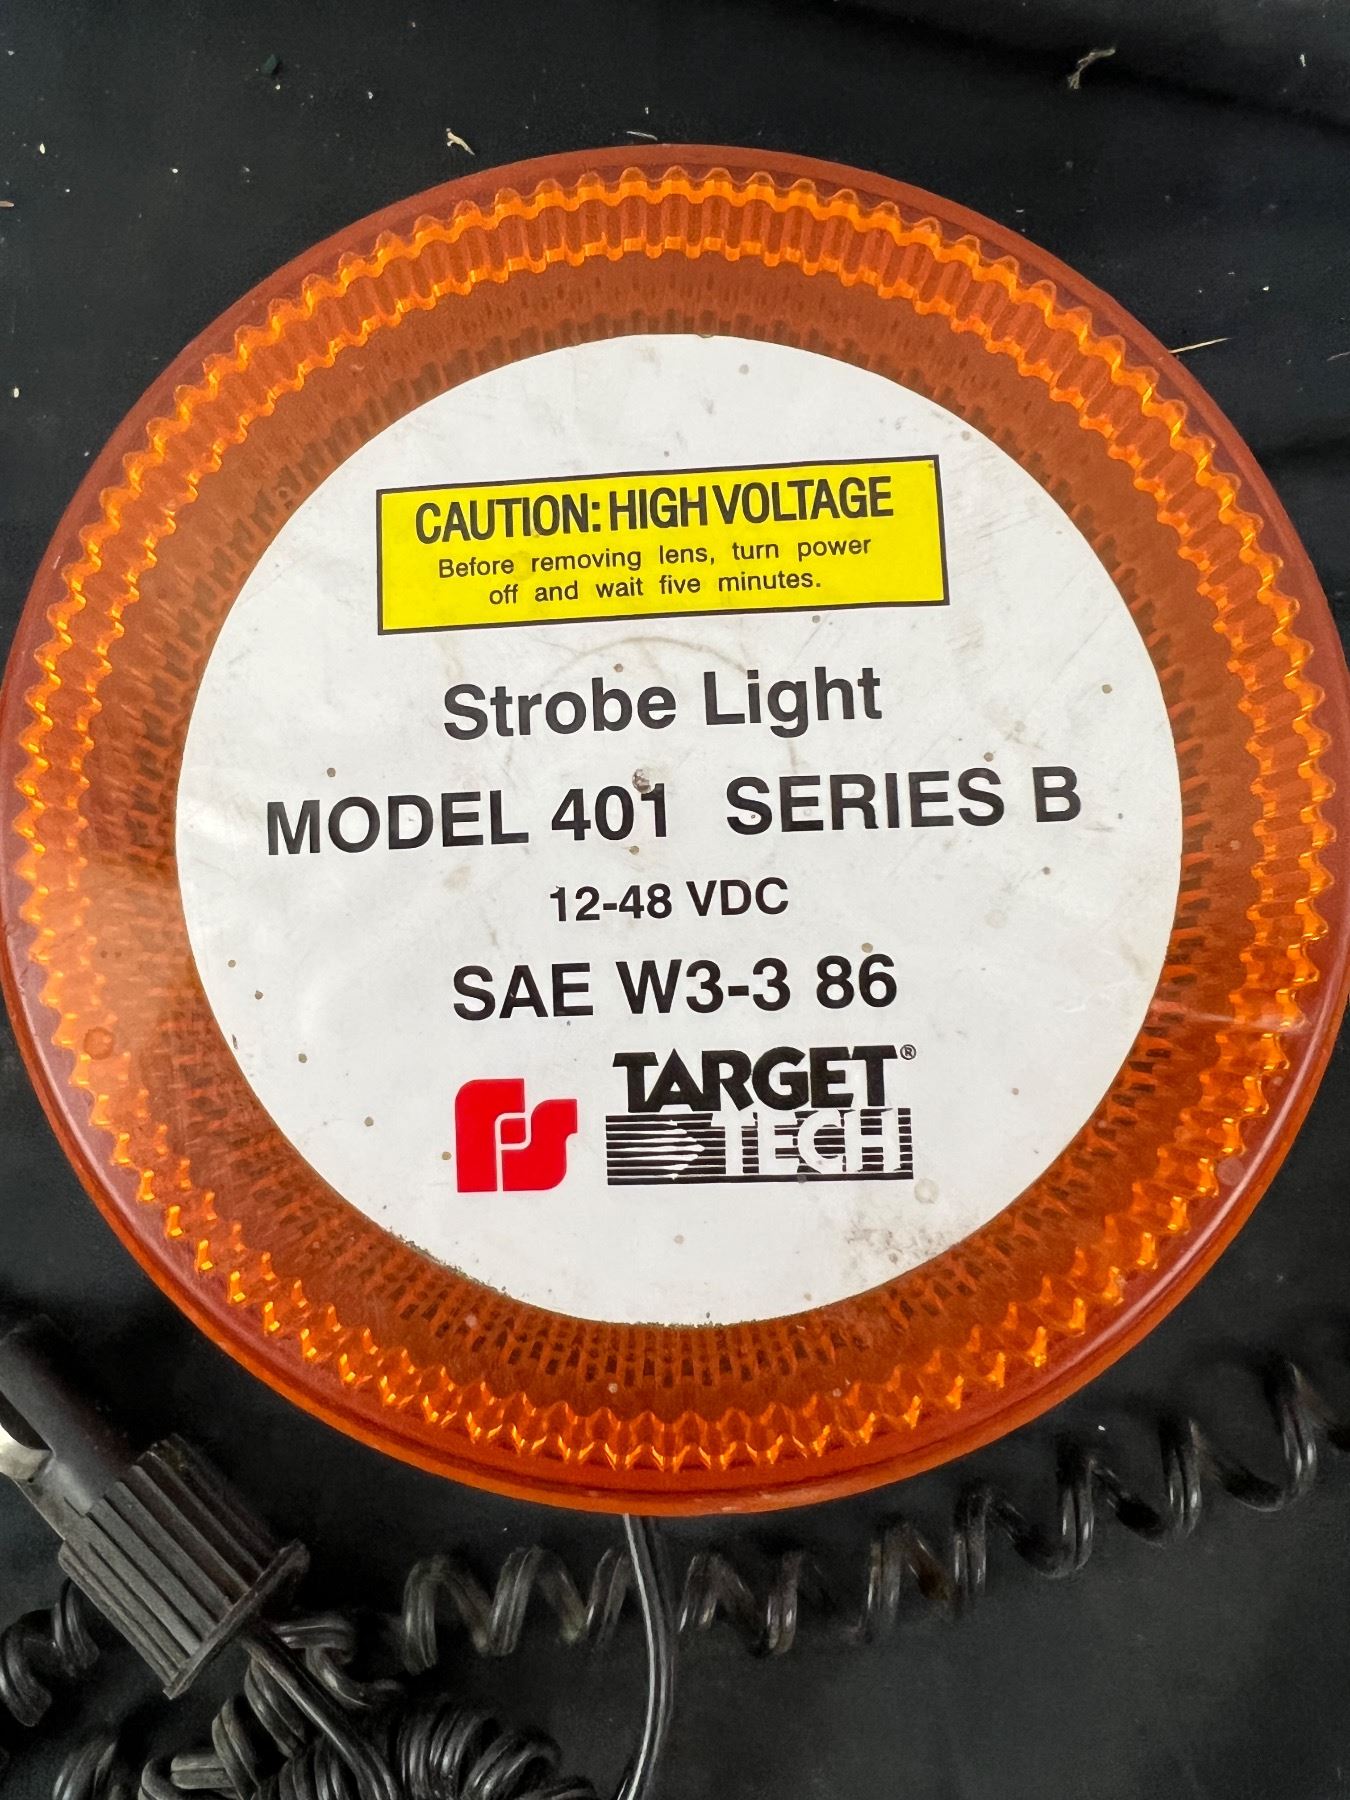 CAUTION: HIGH VOLTAGE
Before removing lens, turn power
off and wait five minutes.
Strobe Light
MODEL 401 SERIES B
12-48 VDC
SAE W3-3 86
FS TARGET®
TECH